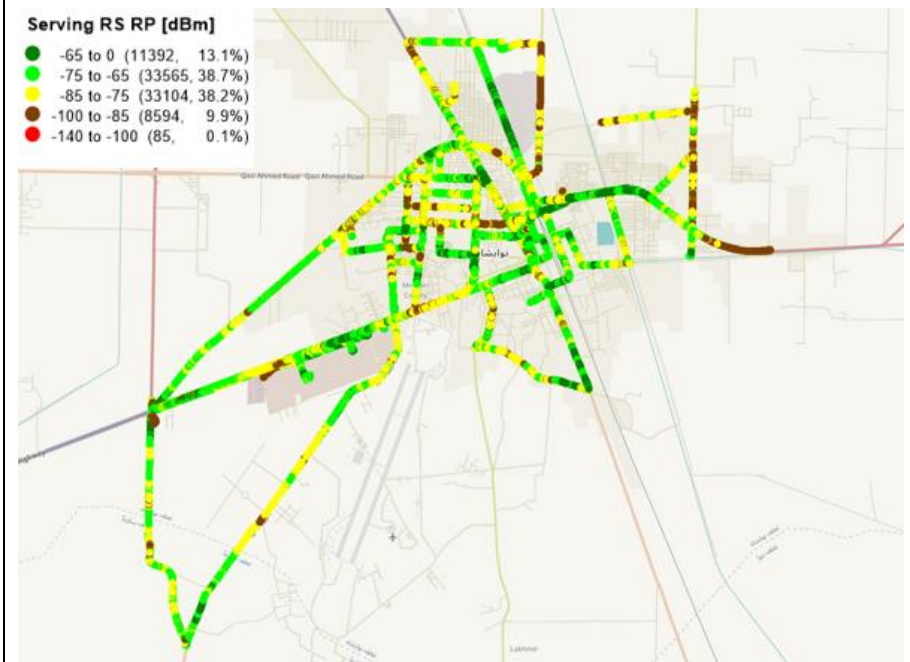 Serving RS RP [dBm]
-65 to 0 (11392, 13.1%)
-75 to -65 (33565, 38.7%)
-85 to -75 (33104, 38.2%)
-100 to -85 (8594, 9.9%)
-140 to -100 (85, 0.1%)
Qazi Ahmed Road
Qazi Ahmed Road
Lakhmir